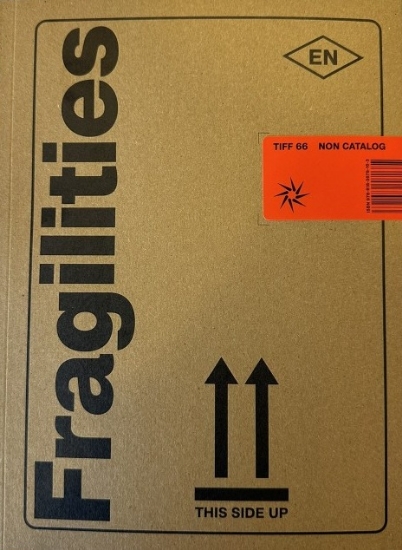 Fragilities
EN
TIFF 66 NON CATALOG
THIS SIDE UP